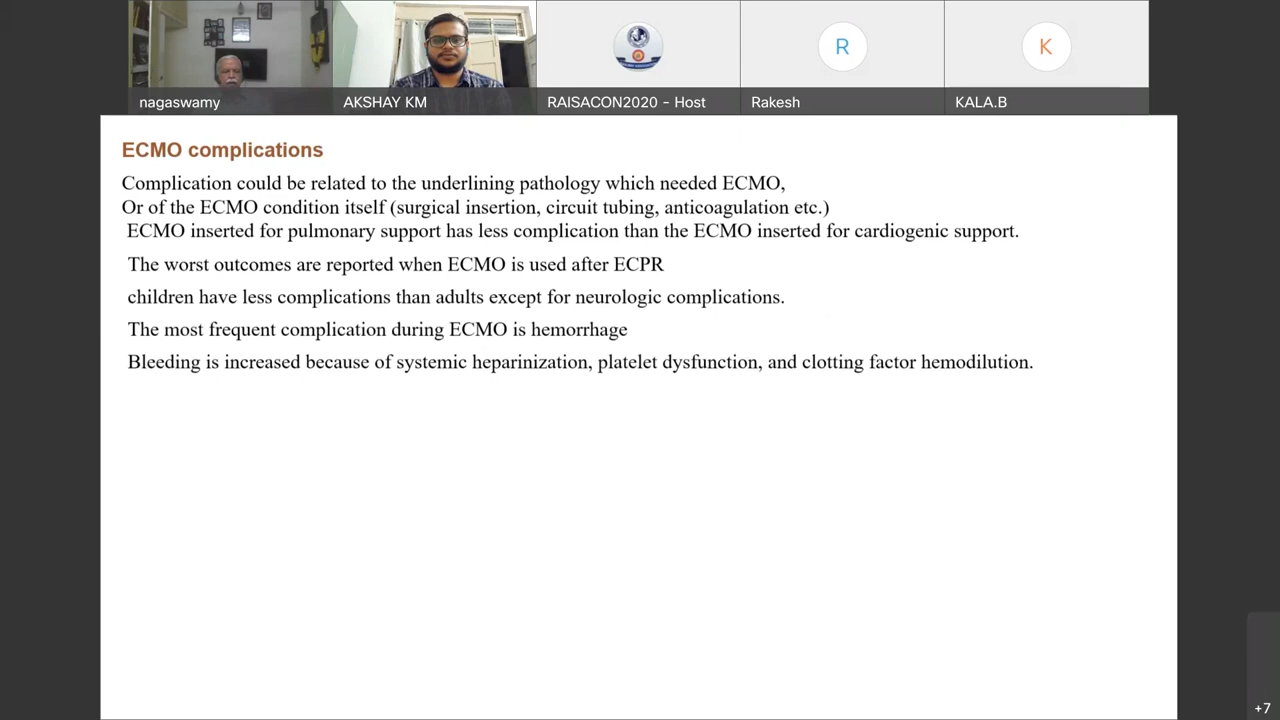 nagaswamy
AKSHAY KM
RAISACON2020 - Host
R
Rakesh
K
KALA.B
ECMO complications
Complication could be related to the underlining pathology which needed ECMO,
Or of the ECMO condition itself (surgical insertion, circuit tubing, anticoagulation etc.)
ECMO inserted for pulmonary support has less complication than the ECMO inserted for cardiogenic support.
The worst outcomes are reported when ECMO is used after ECPR
children have less complications than adults except for neurologic complications.
The most frequent complication during ECMO is hemorrhage
Bleeding is increased because of systemic heparinization, platelet dysfunction, and clotting factor hemodilution.
+7